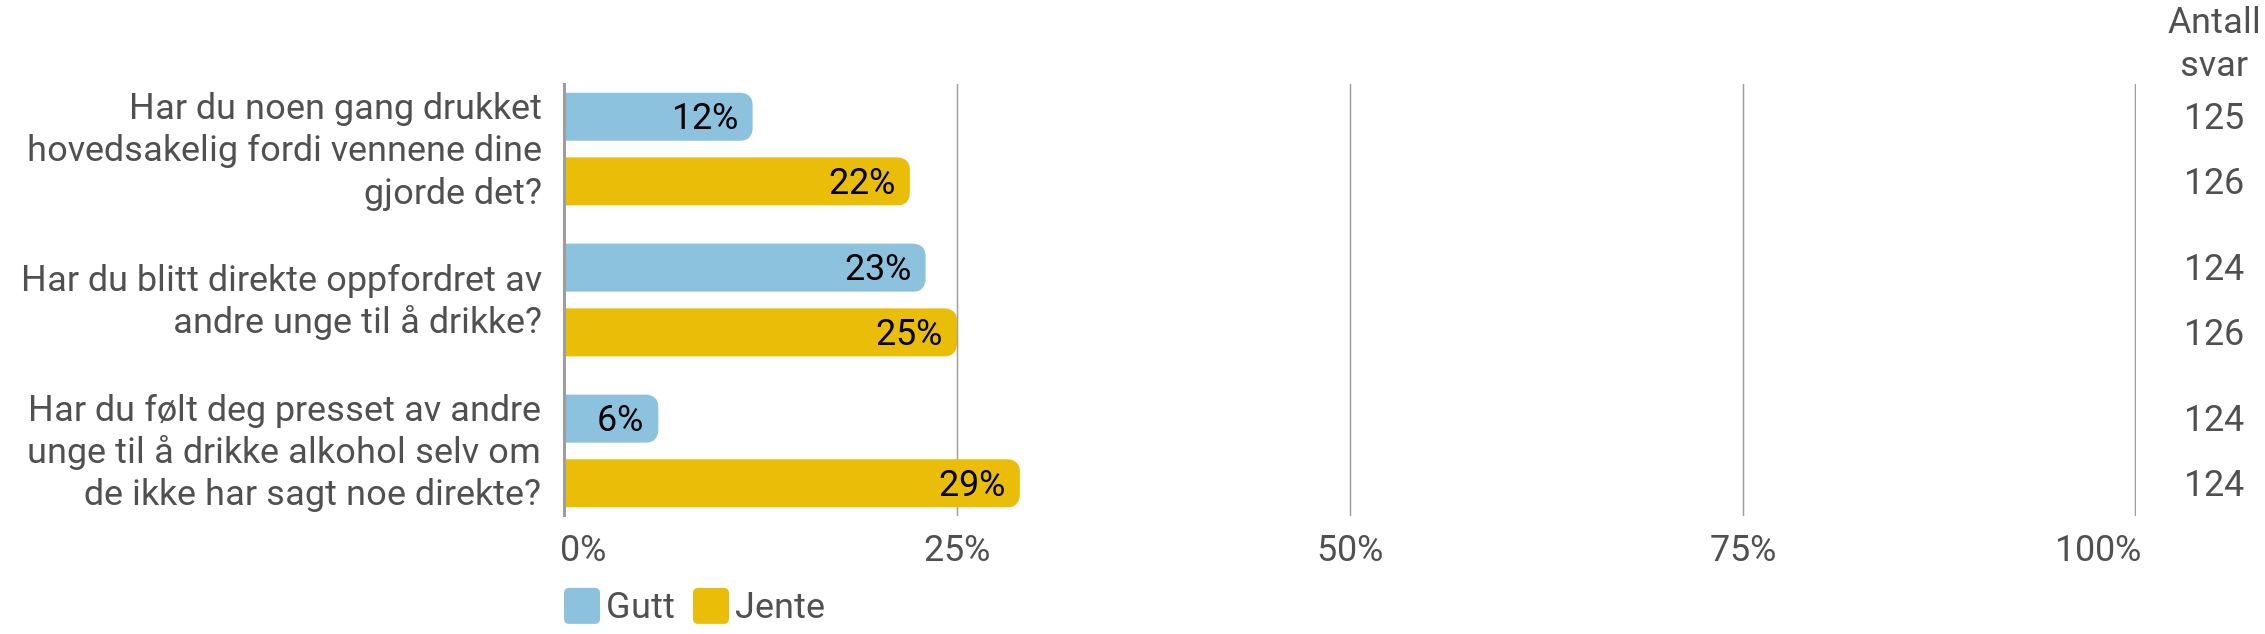 Antall
svar
Har du noen gang drukket
hovedsakelig fordi vennene dine
gjorde det?
12%
125
22%
126
Har du blitt direkte oppfordret av
andre unge til å drikke?
23%
124
25%
126
Har du følt deg presset av andre
unge til å drikke alkohol selv om
de ikke har sagt noe direkte?
6%
124
29%
124
0% 25% 50% 75% 100%
Gutt Jente